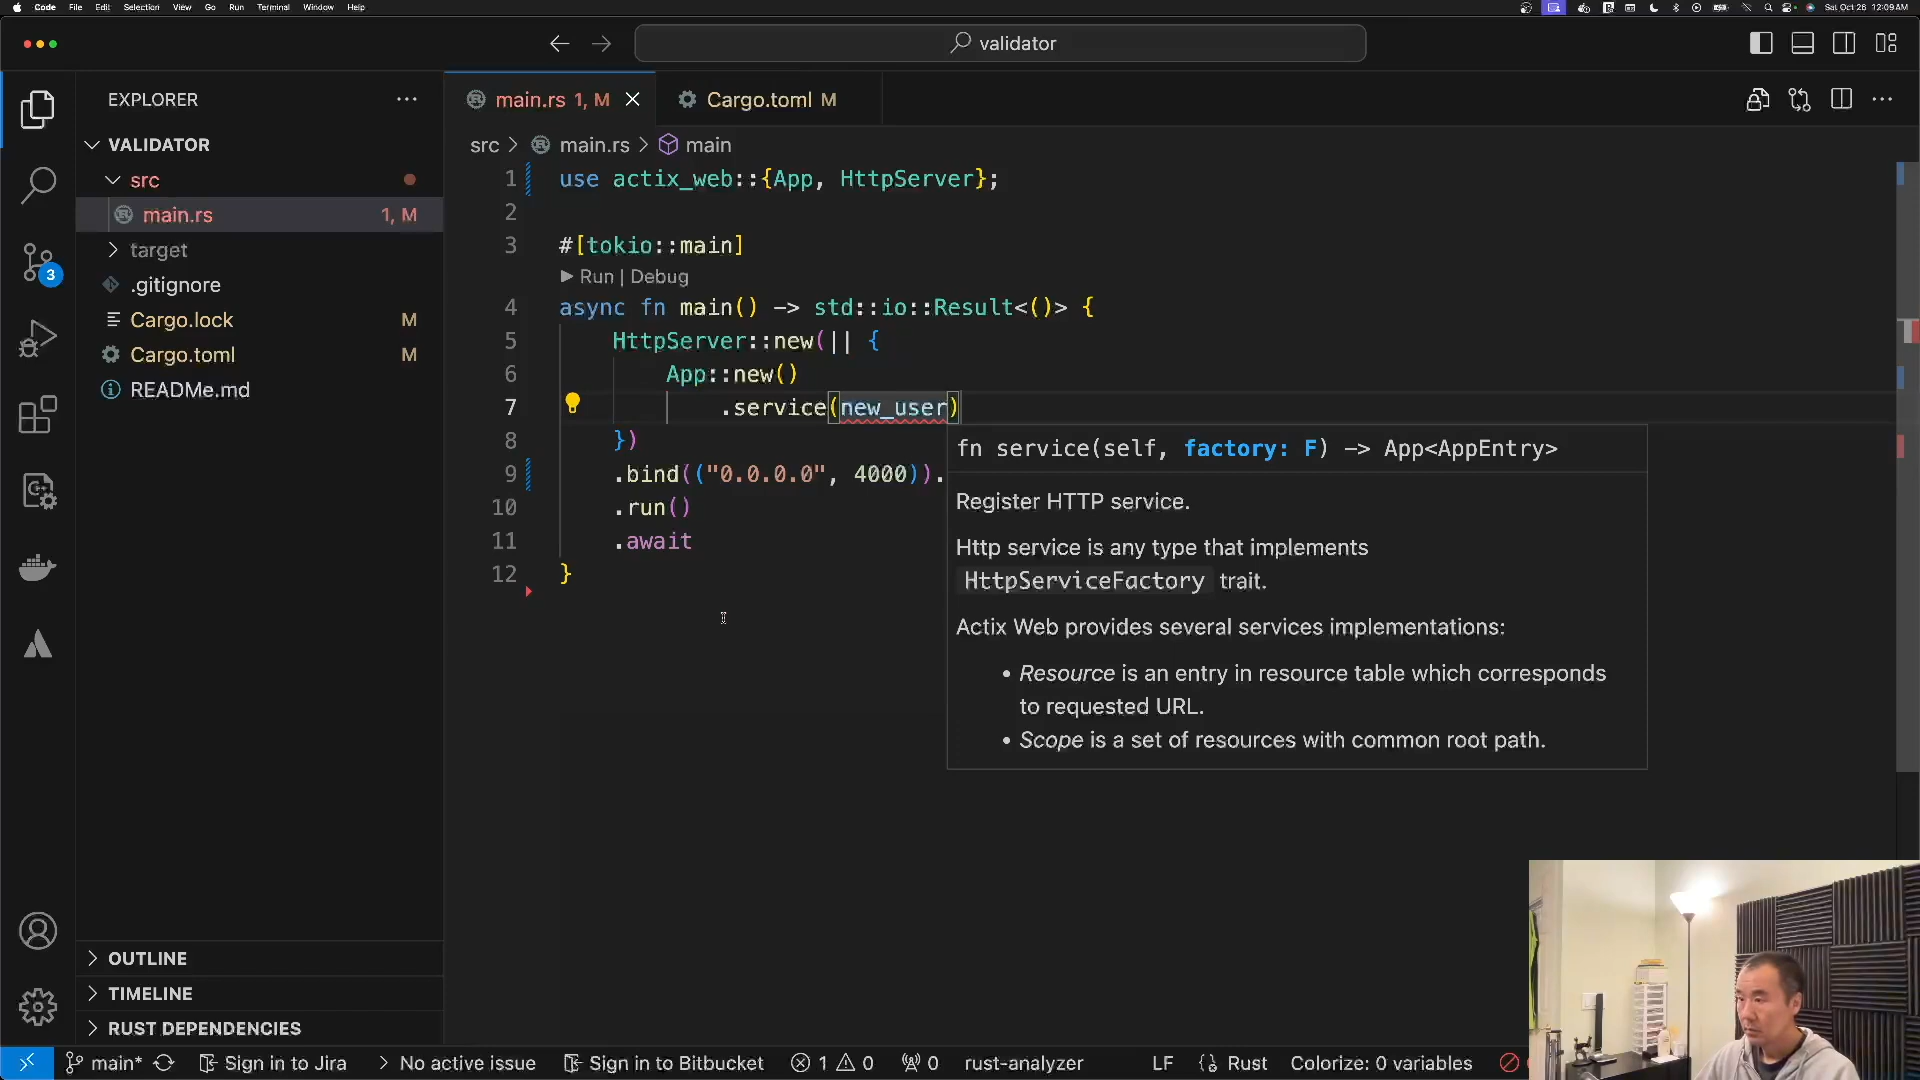 Code File Edit Selection View Go Run Terminal Window Help
Sat Oct 26 12:09AM
validator
EXPLORER
main.rs 1, M
Cargo.toml M
VALIDATOR
src
main.rs 1, M
target
.gitignore
Cargo.lock M
Cargo.toml M
READMe.md
3
src > main.rs > main
1 use actix_web::{App, HttpServer};
2
3 #[tokio::main]
Run | Debug
4 async fn main() -> std::io::Result<()> {
5 HttpServer::new(|| {
6 App::new()
7 .service(new_user)
8 })
9 .bind(("0.0.0.0", 4000)).
10 .run()
11 .await
12 }
fn service(self, factory: F) -> App<AppEntry>
Register HTTP service.
Http service is any type that implements
HttpServiceFactory trait.
Actix Web provides several services implementations:
• Resource is an entry in resource table which corresponds
to requested URL.
• Scope is a set of resources with common root path.
OUTLINE
TIMELINE
RUST DEPENDENCIES
main* Sign in to Jira No active issue Sign in to Bitbucket 1 0 0 rust-analyzer LF Rust Colorize: 0 variables